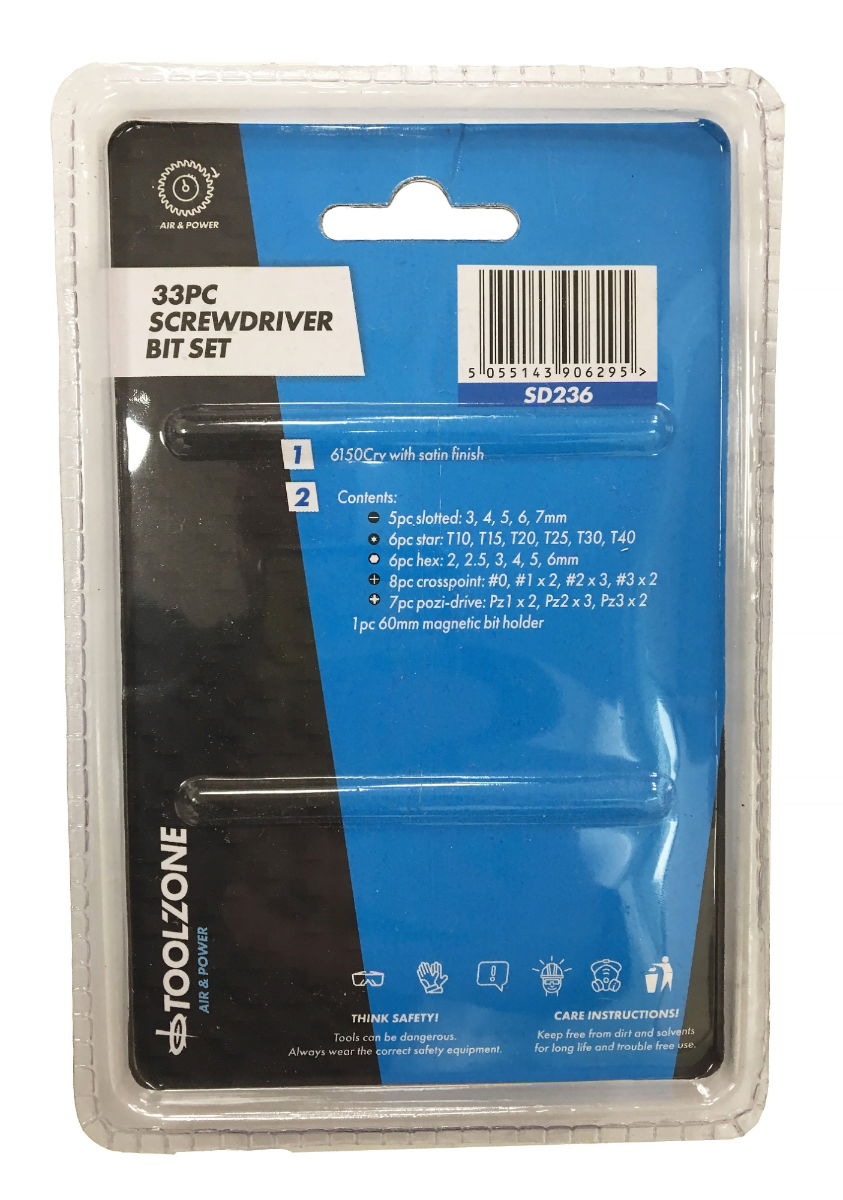 AIR & POWER
33PC
SCREWDRIVER
BIT SET
5 055143 906295 >
SD236
1 6150Crv with satin finish
2 Contents:
5pc slotted: 3, 4, 5, 6, 7mm
6pc star: T10, T15, T20, T25, T30, T40
6pc hex: 2, 2.5, 3, 4, 5, 6mm
8pc crosspoint: #0, #1 x 2, #2 x 3, #3 x 2
7pc pozi-drive: Pz1 x 2, Pz2 x 3, Pz3 x 2
1pc 60mm magnetic bit holder
TOOLZONE
AIR & POWER
THINK SAFETY!
Tools can be dangerous.
Always wear the correct safety equipment.
CARE INSTRUCTIONS!
Keep free from dirt and solvents
for long life and trouble free use.